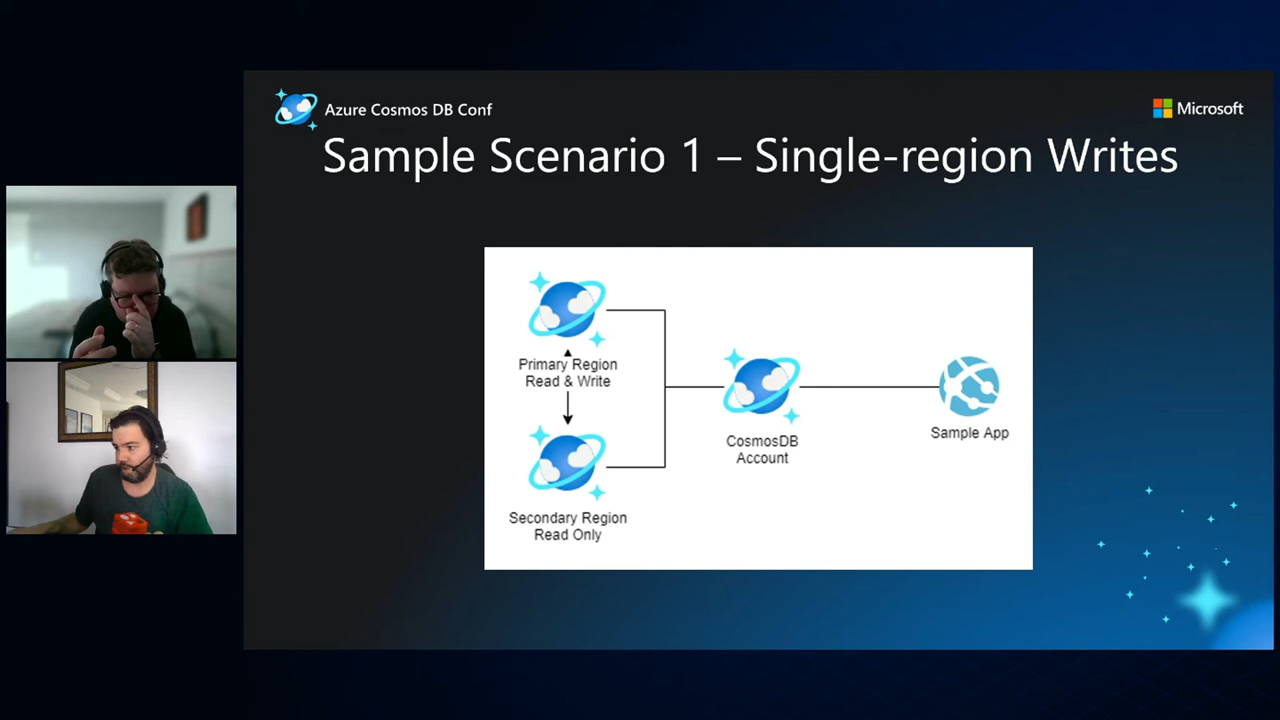 Azure Cosmos DB Conf
Microsoft
Sample Scenario 1 – Single-region Writes
Primary Region
Read & Write
Secondary Region
Read Only
CosmosDB
Account
Sample App